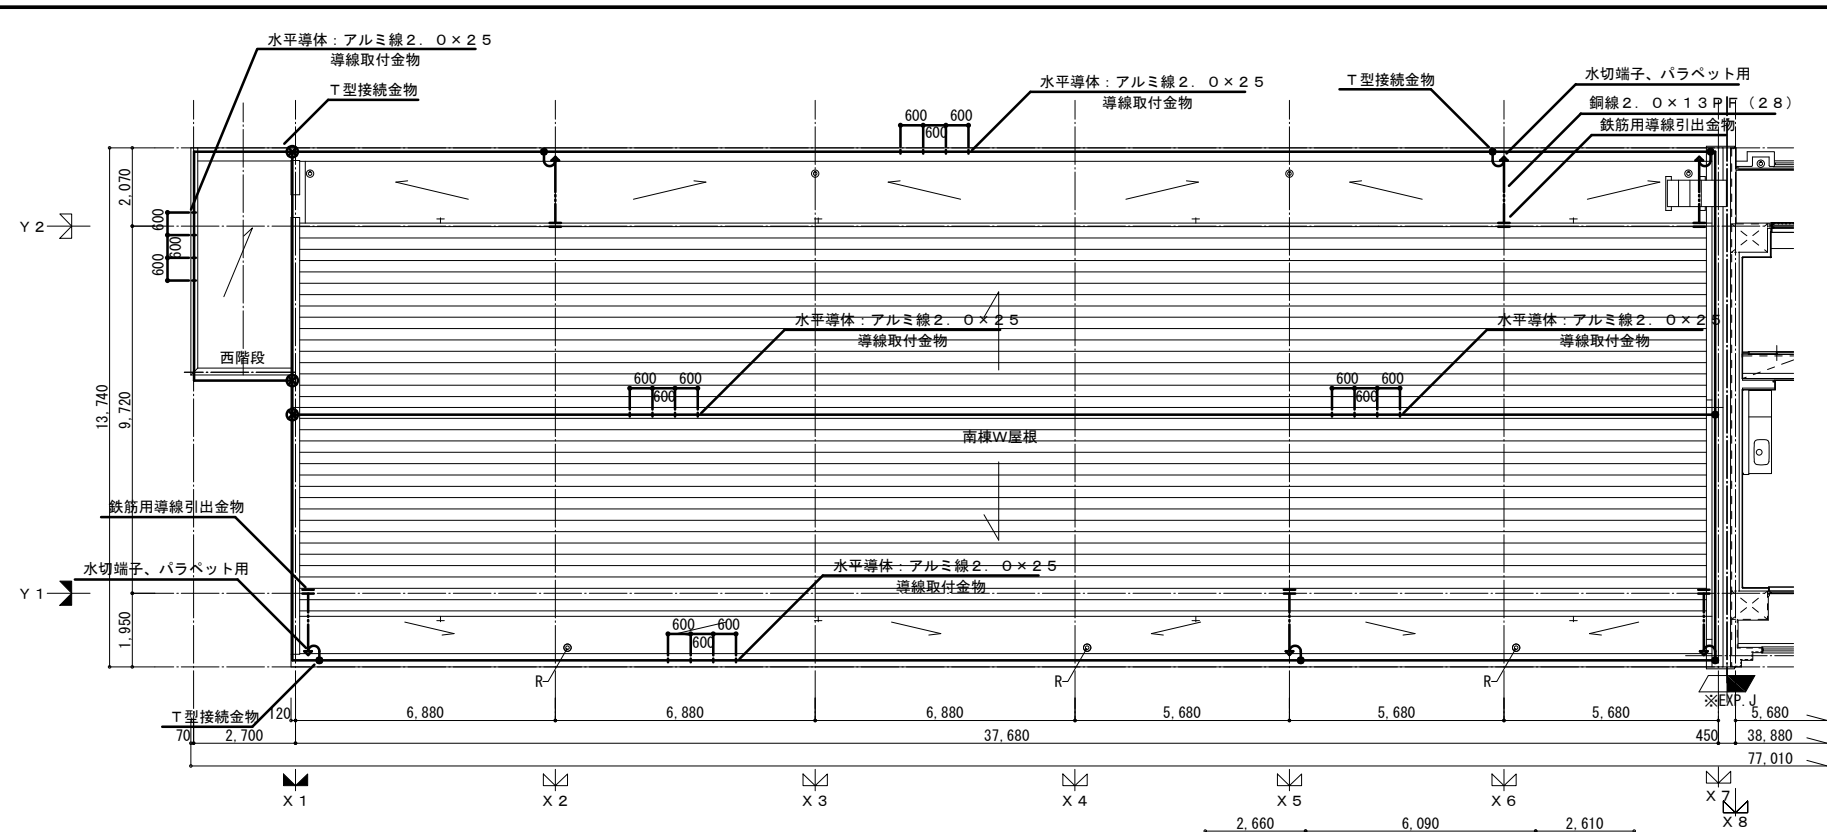 水平導体：アルミ線２．０×２５
導線取付金物
Ｔ型接続金物
水平導体：アルミ線２．０×２５
導線取付金物
Ｔ型接続金物
水切端子、パラペット用
銅線２．０×１３ＰＦ（２８）
鉄筋用導線引出金物
600
600
600
2,070
Ｙ２
600
600
600
水平導体：アルミ線２．０×２５
導線取付金物
水平導体：アルミ線２．０×２５
導線取付金物
西階段
600
600
600
600
600
600
13,740
9,720
南棟Ｗ屋根
鉄筋用導線引出金物
水切端子、パラペット用
水平導体：アルミ線２．０×２５
導線取付金物
Ｙ１
1,950
600
600
600
R
R
R
※EXP.J
Ｔ型接続金物
120
6,880
6,880
6,880
5,680
5,680
5,680
5,680
70
2,700
37,680
450
38,880
77,010
Ｘ１
Ｘ２
Ｘ３
Ｘ４
Ｘ５
Ｘ６
Ｘ７
Ｘ８
2,660
6,090
2,610